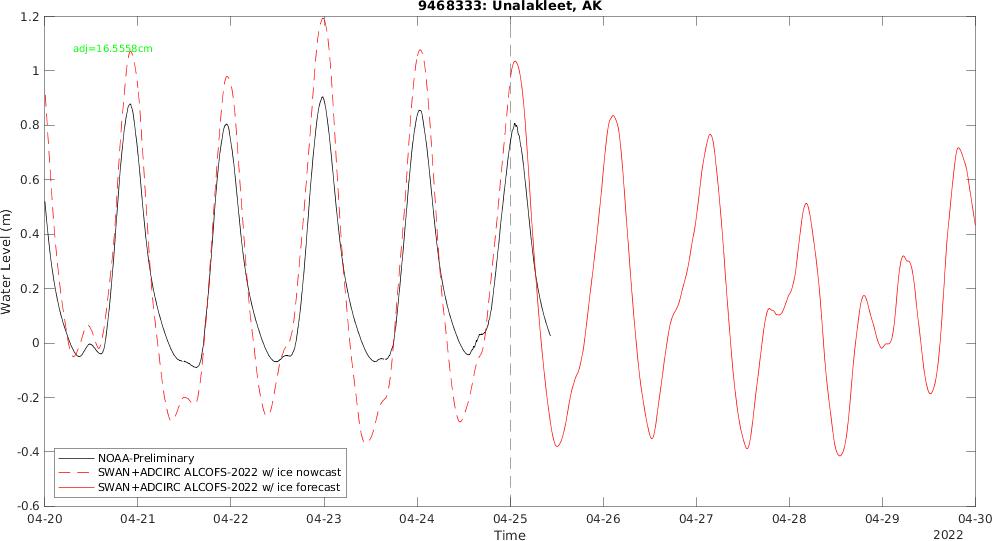 9468333: Unalakleet, AK
adj=16.5558cm
Water Level (m)
1.2
1
0.8
0.6
0.4
0.2
0
-0.2
-0.4
-0.6
NOAA-Preliminary
SWAN+ADCIRC ALCOFS-2022 w/ ice nowcast
SWAN+ADCIRC ALCOFS-2022 w/ ice forecast
04-20 04-21 04-22 04-23 04-24 04-25 04-26 04-27 04-28 04-29 04-30
Time
2022